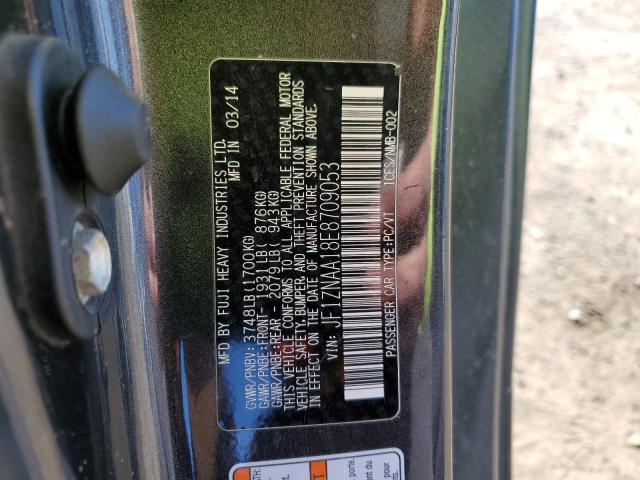 MFD BY FUJI HEAVY INDUSTRIES LTD.
MFD IN 03/14
GVWR/PNBV: 3748LB(1700KG)
GAWR/PNBE:FRONT- 1931LB( 876KG)
GAWR/PNBE:REAR - 2079LB( 943KG)
THIS VEHICLE CONFORMS TO ALL APPLICABLE FEDERAL MOTOR
VEHICLE SAFETY,BUMPER,AND THEFT PREVENTION STANDARDS
IN EFFECT ON THE DATE OF MANUFACTURE SHOWN ABOVE.
VIN: JF1ZNAA18E8709053
PASSENGER CAR TYPE:PC/VT ICES/NMB-002